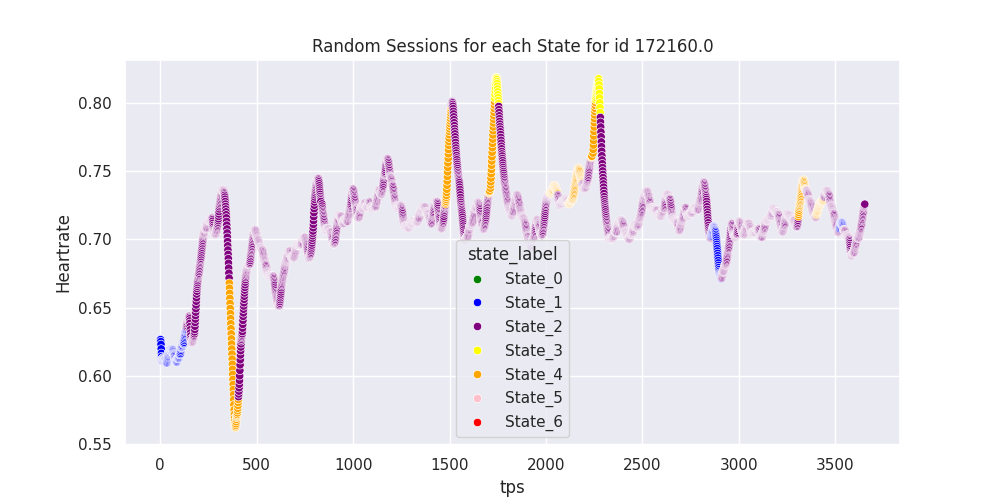 Random Sessions for each State for id 172160.0
Heartrate
0.80
0.75
0.70
0.65
0.60
0.55
state_label
State_0
State_1
State_2
State_3
State_4
State_5
State_6
0 500 1000 1500 2000 2500 3000 3500
tps